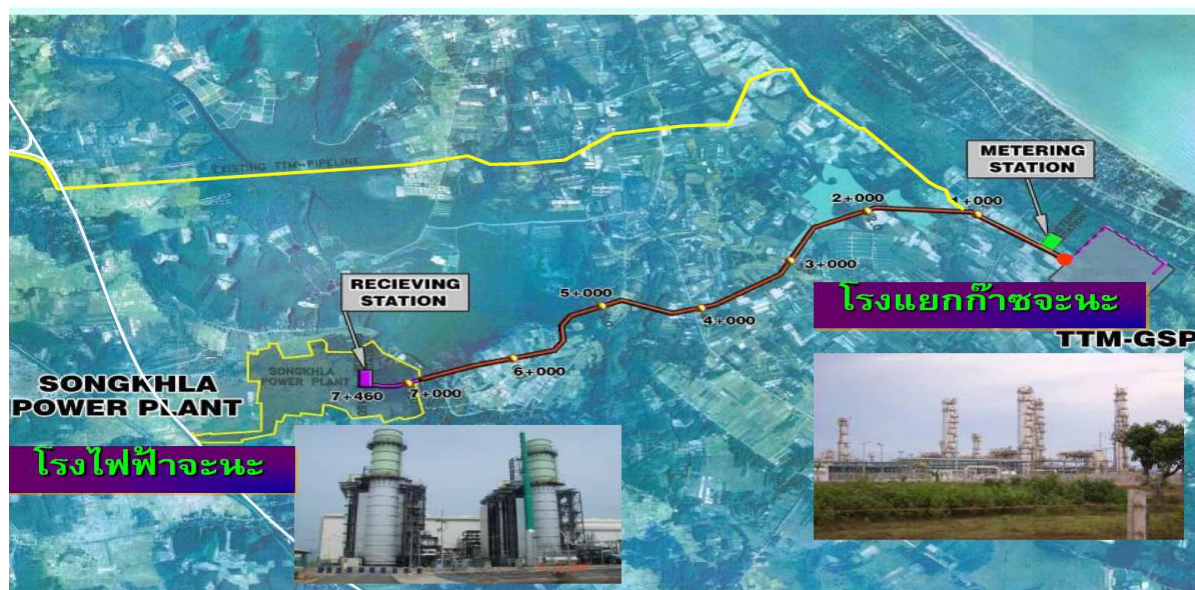 EXISTING TTM-PIPELINE
METERING
STATION
1+000
2+000
3+000
4+000
5+000
6+000
7+000
7+460
RECIEVING
STATION
โรงแยกก๊าซจะนะ
TTM-GSP
SONGKHLA
POWER PLANT
SONGKHLA
POWER PLANT
โรงไฟฟ้าจะนะ